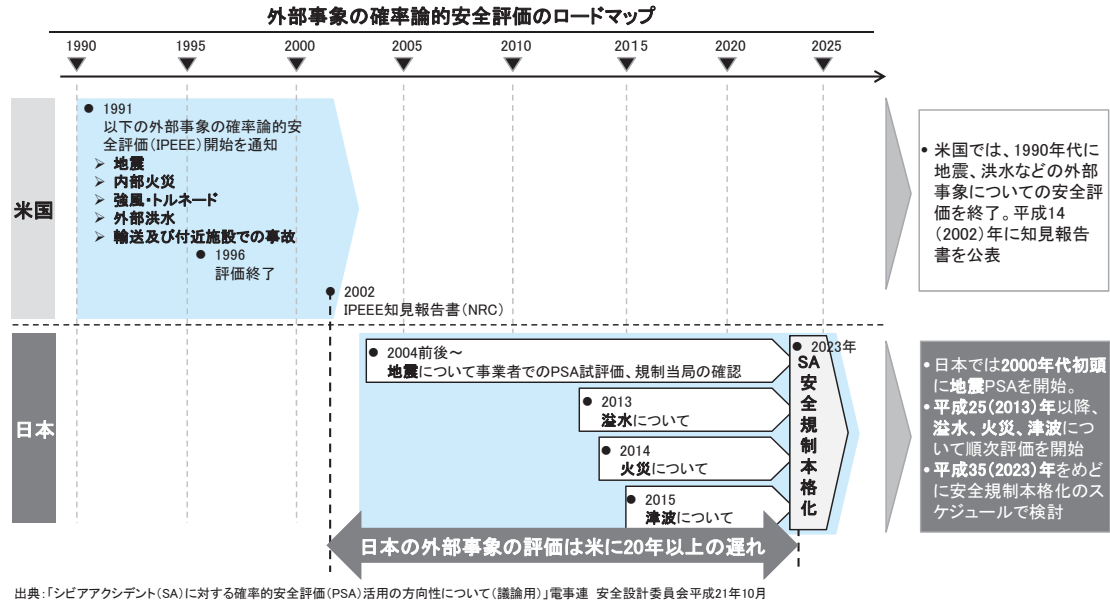 外部事象の確率論的安全評価のロードマップ
1990
1995
2000
2005
2010
2015
2020
2025
米国
● 1991
以下の外部事象の確率論的安
全評価(IPEEE)開始を通知
➢ 地震
➢ 内部火災
➢ 強風・トルネード
➢ 外部洪水
➢ 輸送及び付近施設での事故
● 1996
評価終了
● 2002
IPEEE知見報告書(NRC)
• 米国では、1990年代に
地震、洪水などの外部
事象についての安全評
価を終了。平成14
(2002)年に知見報告
書を公表
日本
● 2004前後~
地震について事業者でのPSA試評価、規制当局の確認
● 2013
溢水について
● 2014
火災について
● 2015
津波について
● 2023年
SA安全規制本格化
• 日本では2000年代初頭
に地震PSAを開始。
• 平成25(2013)年以降、
溢水、火災、津波につ
いて順次評価を開始
• 平成35(2023)年をめど
に安全規制本格化のス
ケジュールで検討
日本の外部事象の評価は米に20年以上の遅れ
出典:「シビアアクシデント(SA)に対する確率的安全評価(PSA)活用の方向性について(議論用)」電事連 安全設計委員会平成21年10月